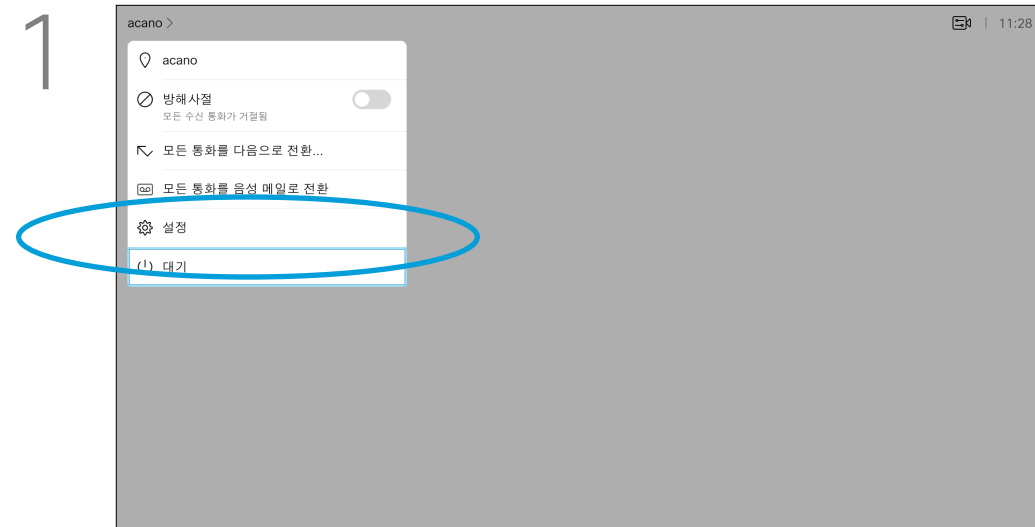 1
acano >
11:28
acano
방해사절
모든 수신 통화가 거절됨
모든 통화를 다음으로 전환...
모든 통화를 음성 메일로 전환
설정
대기